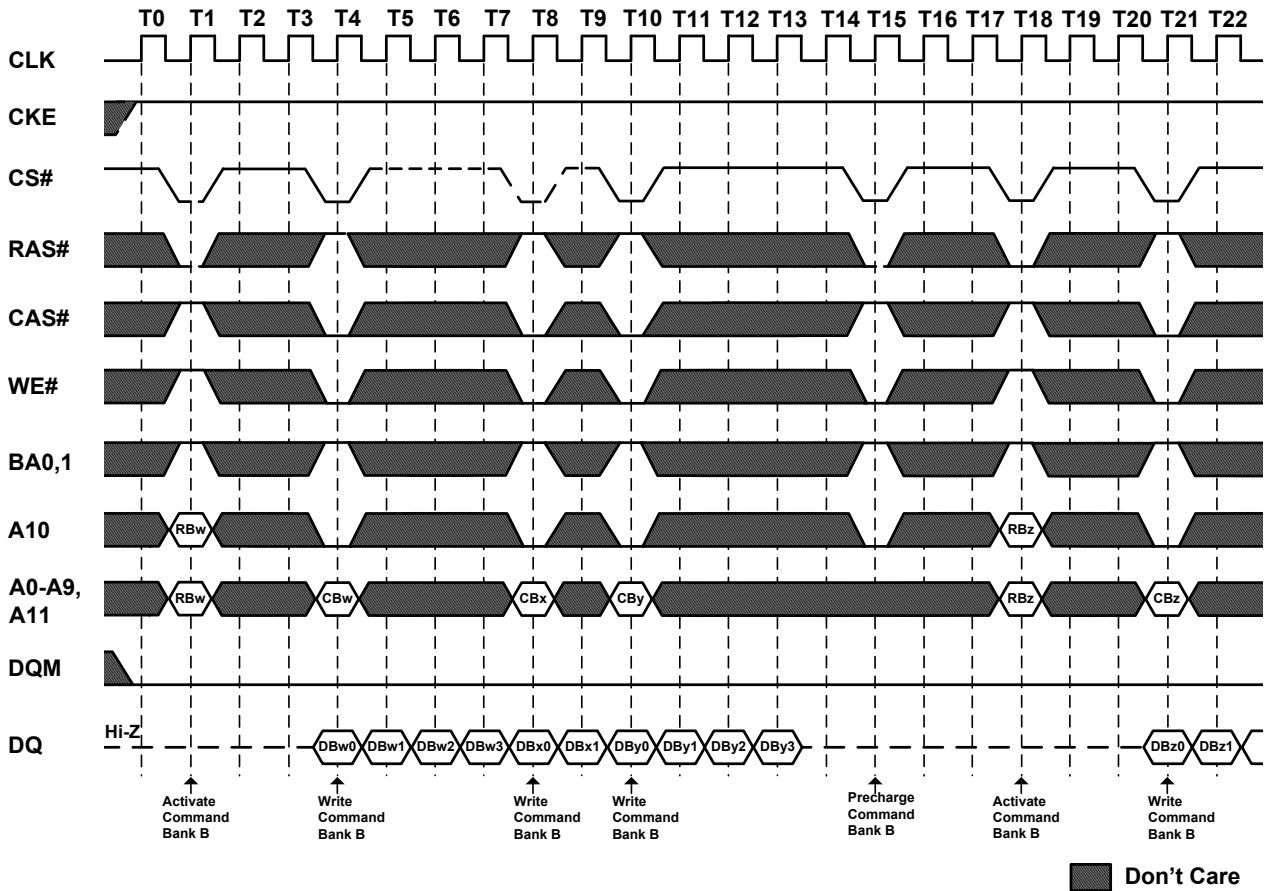 T0 T1 T2 T3 T4 T5 T6 T7 T8 T9 T10 T11 T12 T13 T14 T15 T16 T17 T18 T19 T20 T21 T22
CLK
CKE
CS#
RAS#
CAS#
WE#
BA0,1
A10
RBw
RBz
A0-A9,
A11
RBw
CBw
CBx
CBy
RBz
CBz
DQM
DQ
Hi-Z
DBw0
DBw1
DBw2
DBw3
DBx0
DBx1
DBy0
DBy1
DBy2
DBy3
DBz0
DBz1
Activate
Command
Bank B
Write
Command
Bank B
Write
Command
Bank B
Write
Command
Bank B
Precharge
Command
Bank B
Activate
Command
Bank B
Write
Command
Bank B
Don't Care